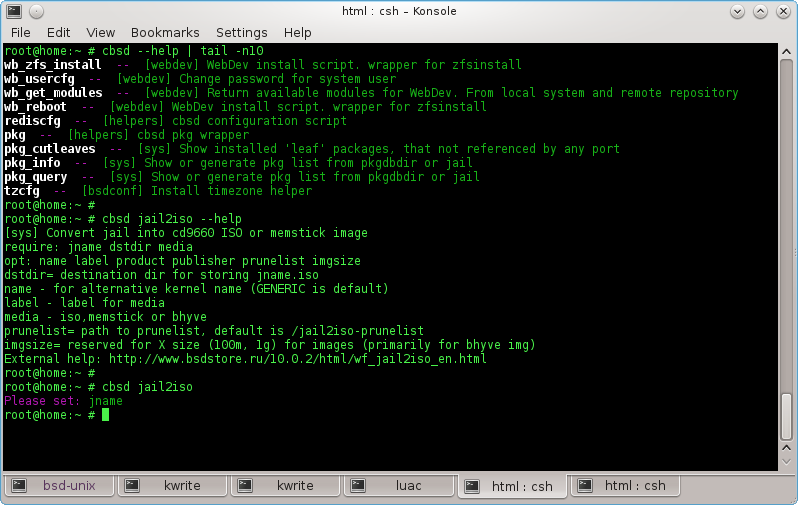 html : csh – Konsole
File Edit View Bookmarks Settings Help
root@home:~ # cbsd --help | tail -n10
wb_zfs_install -- [webdev] WebDev install script. wrapper for zfsinstall
wb_usercfg -- [webdev] Change password for system user
wb_get_modules -- [webdev] Return available modules for WebDev. From local system and remote repository
wb_reboot -- [webdev] WebDev install script. wrapper for zfsinstall
rediscfg -- [helpers] cbsd configuration script
pkg -- [helpers] cbsd pkg wrapper
pkg_cutleaves -- [sys] Show installed 'leaf' packages, that not referenced by any port
pkg_info -- [sys] Show or generate pkg list from pkgdbdir or jail
pkg_query -- [sys] Show or generate pkg list from pkgdbdir or jail
tzcfg -- [bsdconf] Install timezone helper
root@home:~ #
root@home:~ # cbsd jail2iso --help
[sys] Convert jail into cd9660 ISO or memstick image
require: jname dstdir media
opt: name label product publisher prunelist imgsize
dstdir= destination dir for storing jname.iso
name - for alternative kernel name (GENERIC is default)
label - label for media
media - iso,memstick or bhyve
prunelist= path to prunelist, default is /jail2iso-prunelist
imgsize= reserved for X size (100m, 1g) for images (primarily for bhyve img)
External help: http://www.bsdstore.ru/10.0.2/html/wf_jail2iso_en.html
root@home:~ #
root@home:~ # cbsd jail2iso
Please set: jname
root@home:~ #
bsd-unix kwrite kwrite luac html : csh html : csh